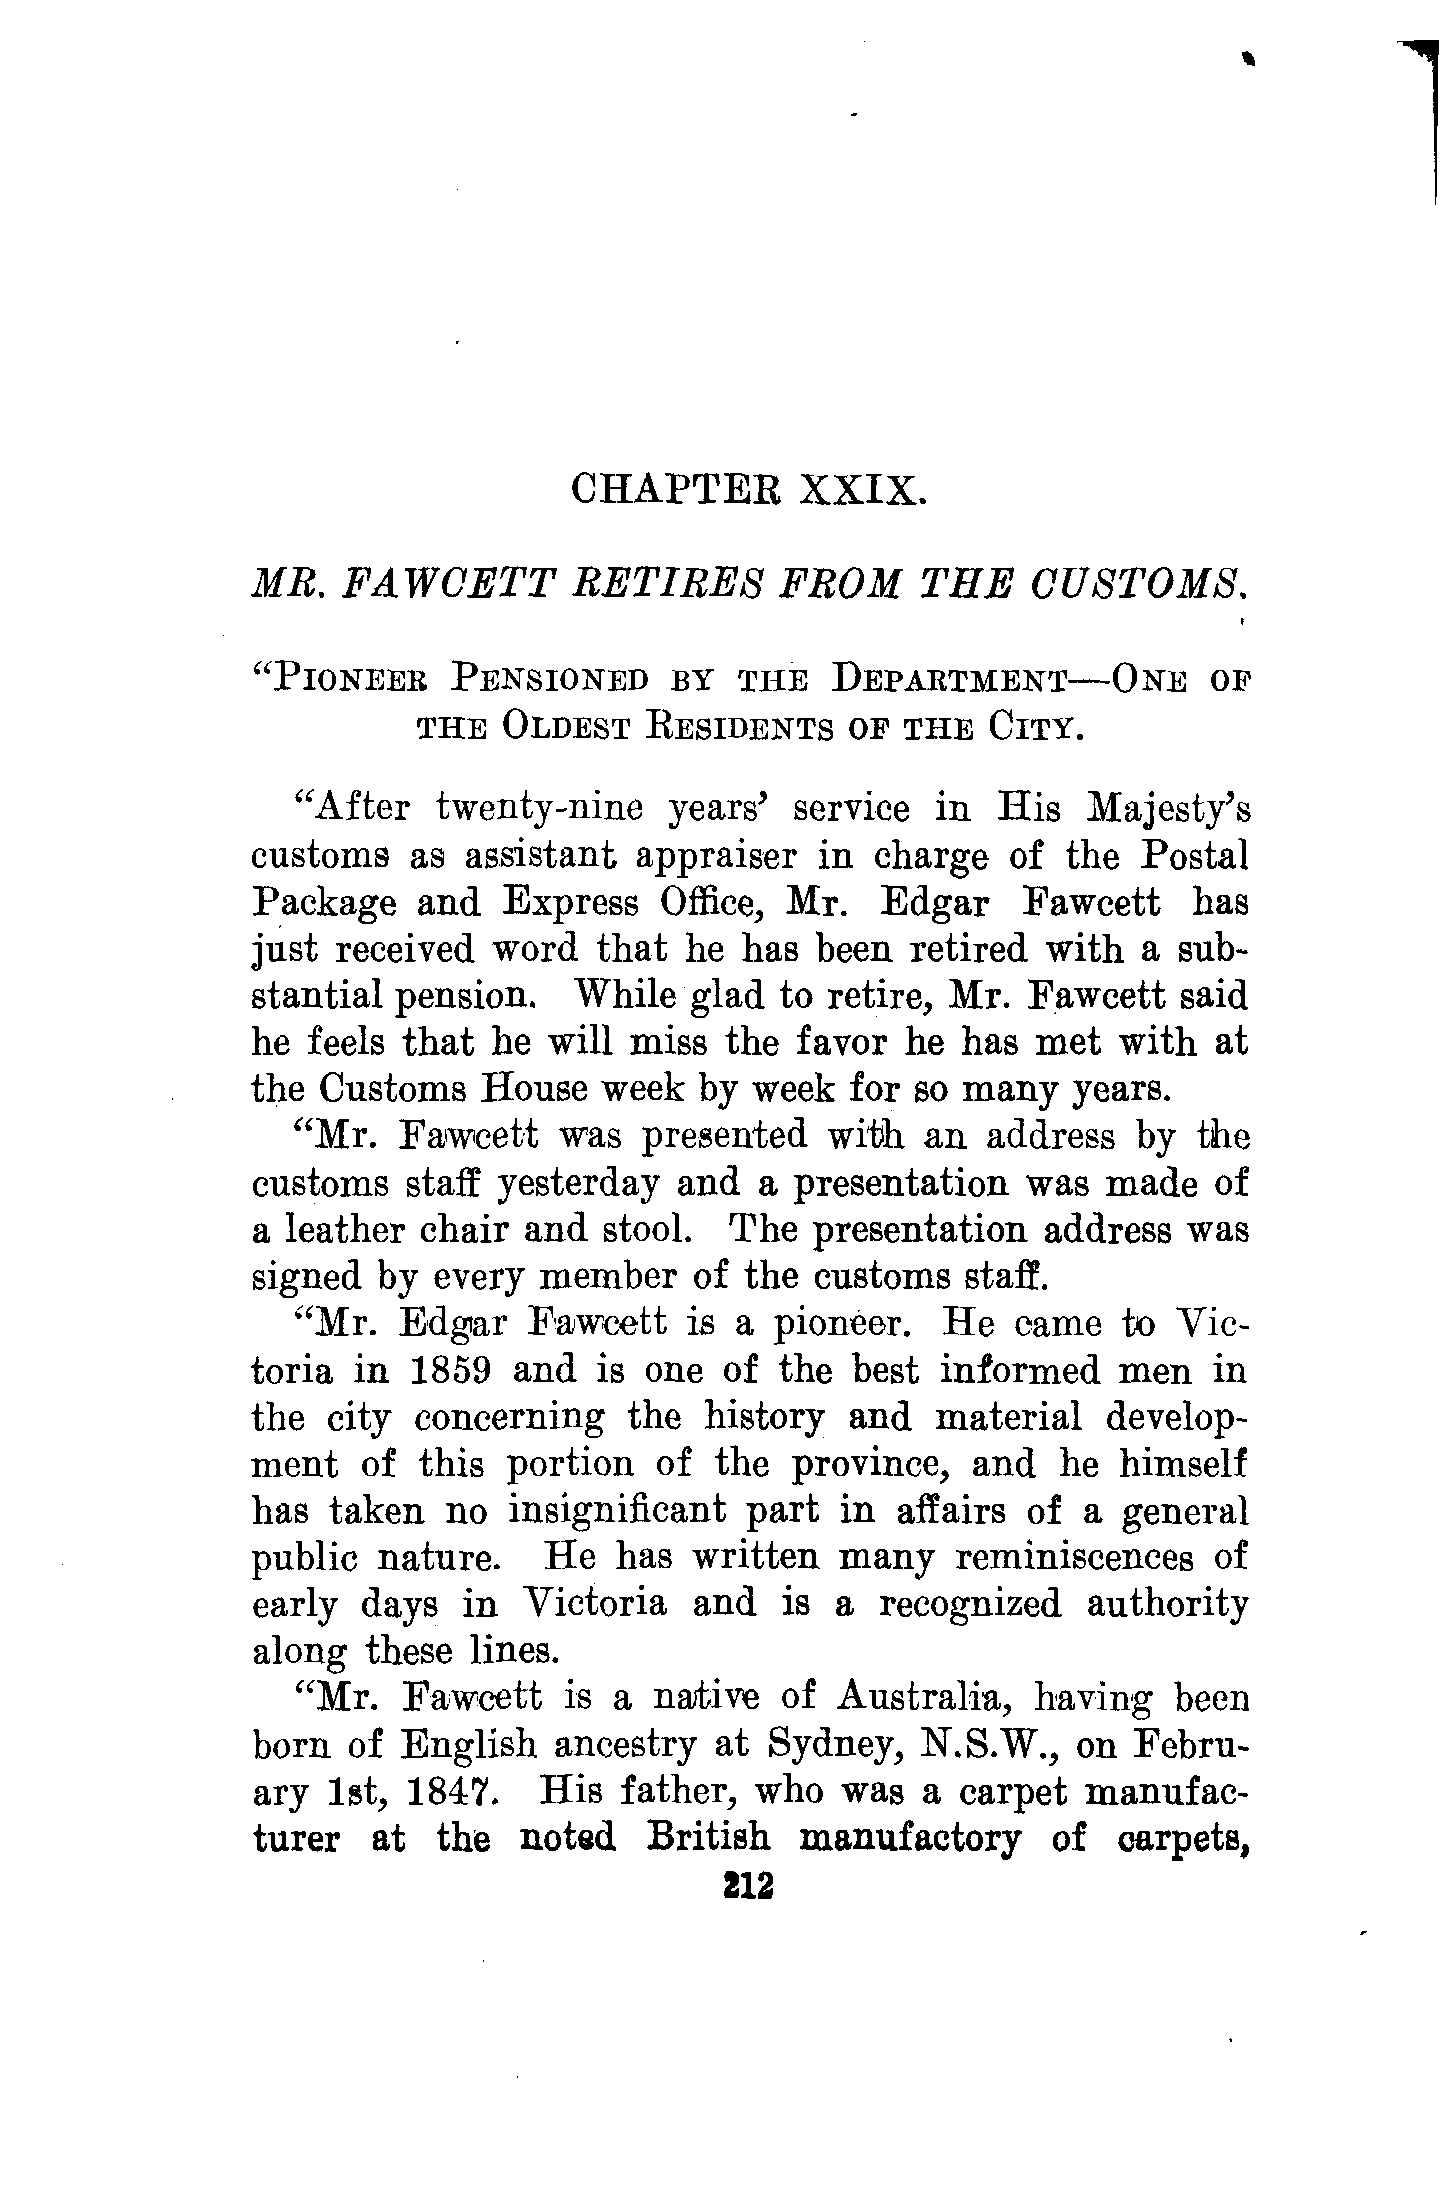 CHAPTER XXIX.
MR. FAWCETT RETIRES FROM THE CUSTOMS.
“PIONEER PENSIONED BY THE DEPARTMENT—ONE OF
THE OLDEST RESIDENTS OF THE CITY.
“After twenty-nine years’ service in His Majesty’s
customs as assistant appraiser in charge of the Postal
Package and Express Office, Mr. Edgar Fawcett has
just received word that he has been retired with a sub-
stantial pension. While glad to retire, Mr. Fawcett said
he feels that he will miss the favor he has met with at
the Customs House week by week for so many years.
“Mr. Fawcett was presented with an address by the
customs staff yesterday and a presentation was made of
a leather chair and stool. The presentation address was
signed by every member of the customs staff.
“Mr. Edgar Fawcett is a pioneer. He came to Vic-
toria in 1859 and is one of the best informed men in
the city concerning the history and material develop-
ment of this portion of the province, and he himself
has taken no insignificant part in affairs of a general
public nature. He has written many reminiscences of
early days in Victoria and is a recognized authority
along these lines.
“Mr. Fawcett is a native of Australia, having been
born of English ancestry at Sydney, N.S.W., on Febru-
ary 1st, 1847. His father, who was a carpet manufac-
turer at the noted British manufactory of carpets,
212